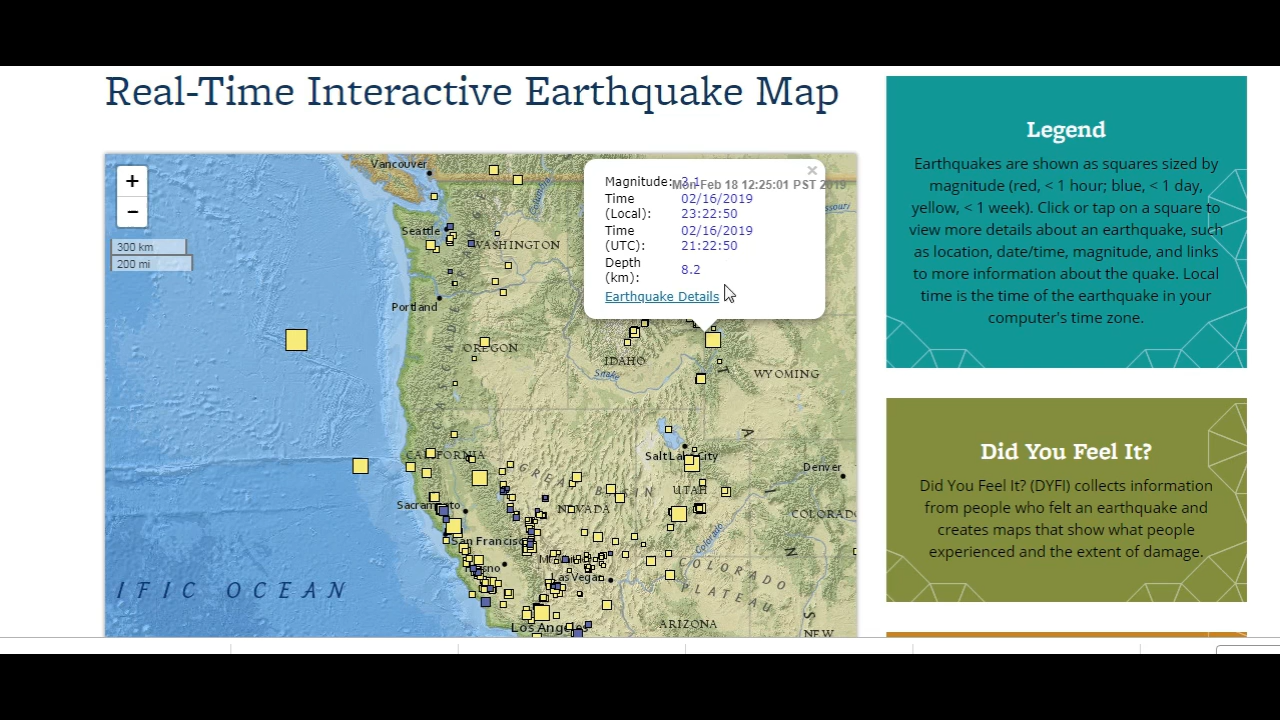 Real-Time Interactive Earthquake Map
+
−
300 km
200 mi
Vancouver
Seattle
WASHINGTON
Portland
OREGON
IDAHO
Snake
WYOMING
CALIFORNIA
Salt Lake City
GREAT BASIN
UTAH
Denver
Sacramento
NEVADA
COLORADO
San Francisco
Colorado
COLORADO
PLATEAU
Las Vegas
IFIC OCEAN
Los Angeles
ARIZONA
NEW
×
Magnitude:
Mon Feb 18 12:25:01 PST 2019
Time
(Local):
02/16/2019
23:22:50
Time
(UTC):
02/16/2019
21:22:50
Depth
(km):
8.2
Earthquake Details
Legend
Earthquakes are shown as squares sized by
magnitude (red, < 1 hour; blue, < 1 day,
yellow, < 1 week). Click or tap on a square to
view more details about an earthquake, such
as location, date/time, magnitude, and links
to more information about the quake. Local
time is the time of the earthquake in your
computer's time zone.
Did You Feel It?
Did You Feel It? (DYFI) collects information
from people who felt an earthquake and
creates maps that show what people
experienced and the extent of damage.